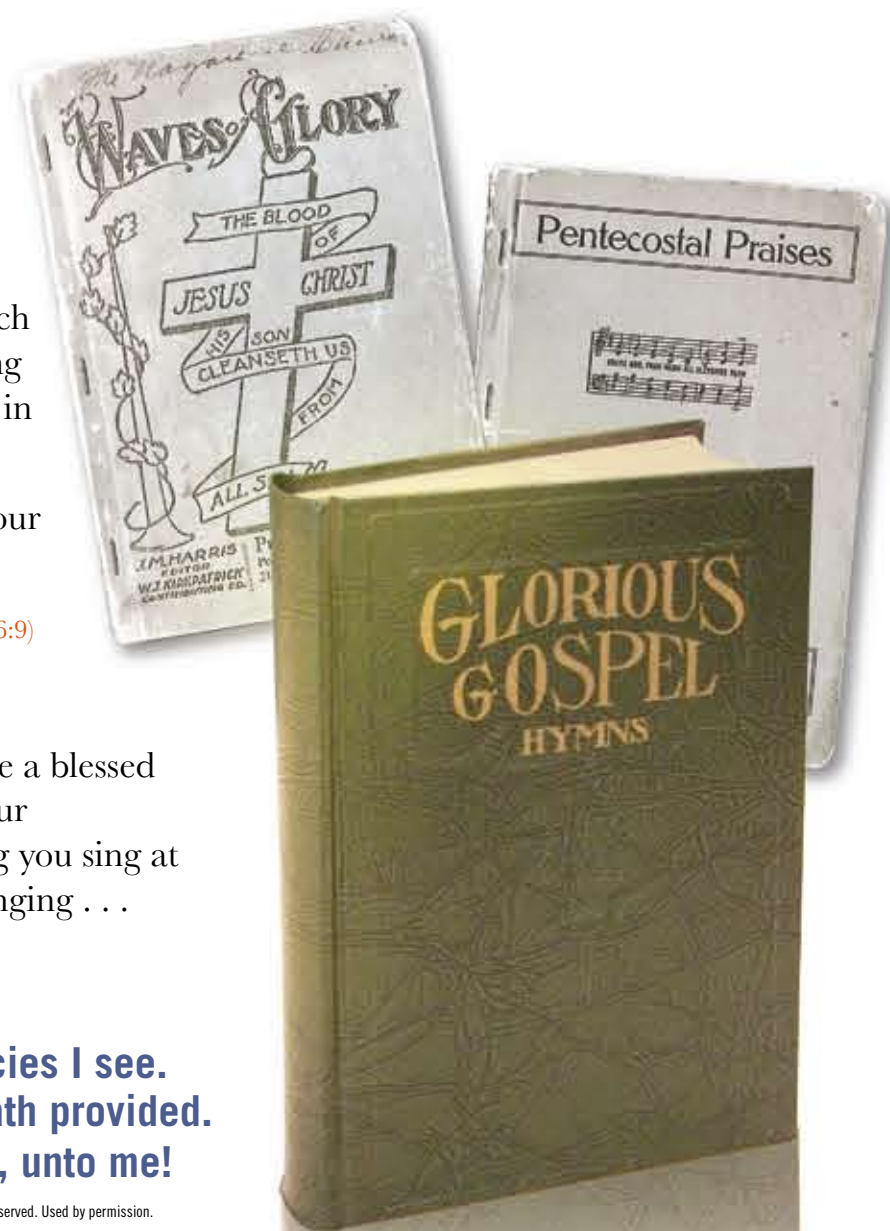 WAVES OF GLORY
THE BLOOD
OF
JESUS CHRIST
HIS SON
CLEANSETH US
FROM
ALL
J.M. HARRIS
EDITOR
W.J. KIRKPATRICK
CONTRIBUTING ED.
Pentecostal Praises
GLORIOUS
GOSPEL
HYMNS
ch
ng
in
our
6:9)
e a blessed
ur
g you sing at
nging . . .
cies I see.
ath provided.
, unto me!
served. Used by permission.